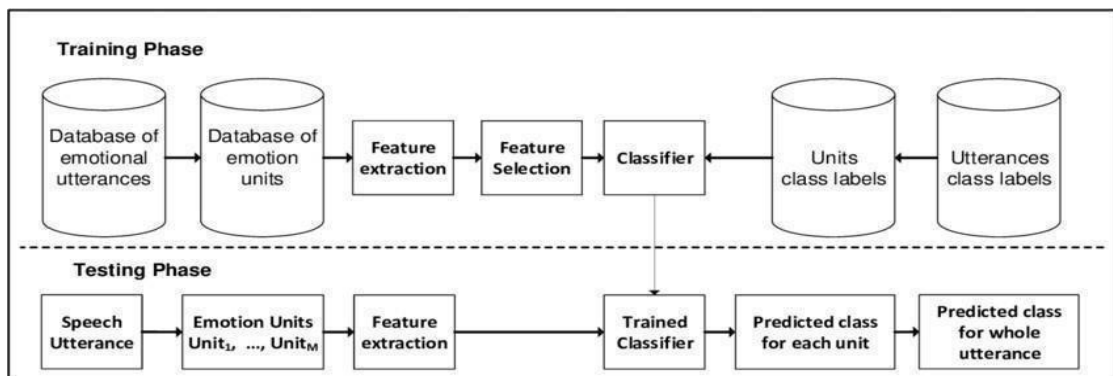 Training Phase
Database of
emotional
utterances
Database of
emotion
units
Feature
extraction
Feature
Selection
Classifier
Units
class labels
Utterances
class labels
Testing Phase
Speech
Utterance
Emotion Units
Unit₁, ..., Unitₘ
Feature
extraction
Trained
Classifier
Predicted class
for each unit
Predicted class
for whole
utterance